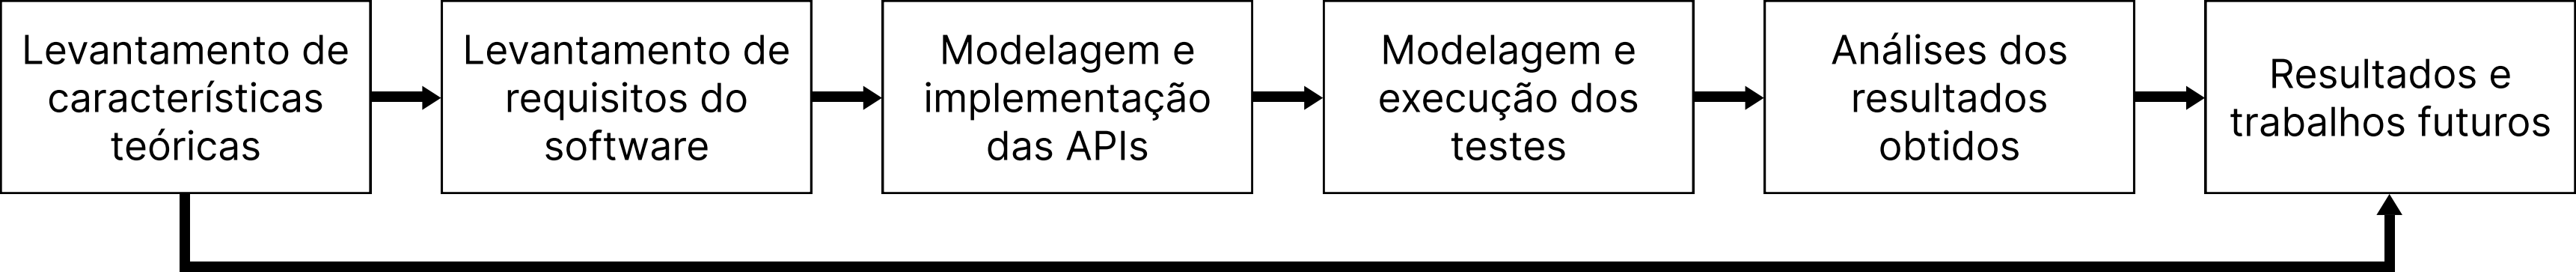 Levantamento de
características
teóricas
Levantamento de
requisitos do
software
Modelagem e
implementação
das APIs
Modelagem e
execução dos
testes
Análises dos
resultados
obtidos
Resultados e
trabalhos futuros